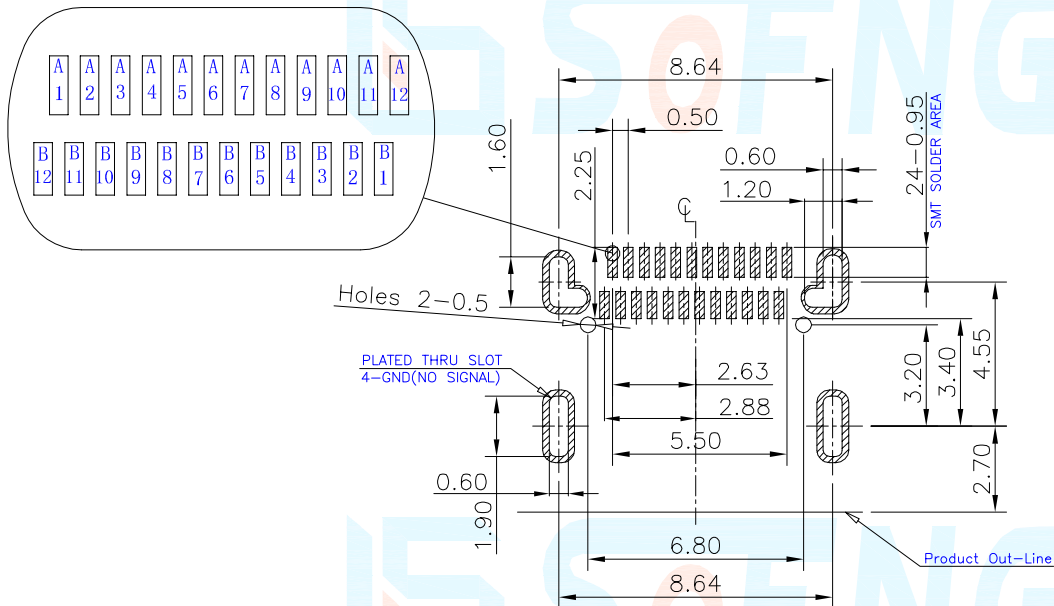 SOFNG
A1 A2 A3 A4 A5 A6 A7 A8 A9 A10 A11 A12
B12 B11 B10 B9 B8 B7 B6 B5 B4 B3 B2 B1
8.64
0.50
1.60
2.25
0.60
1.20
24-0.95
SMT SOLDER AREA
℄
Holes 2-0.5
PLATED THRU SLOT
4-GND(NO SIGNAL)
2.63
2.88
5.50
3.20
3.40
4.55
2.70
0.60
1.90
6.80
8.64
Product Out-Line
SOFNG